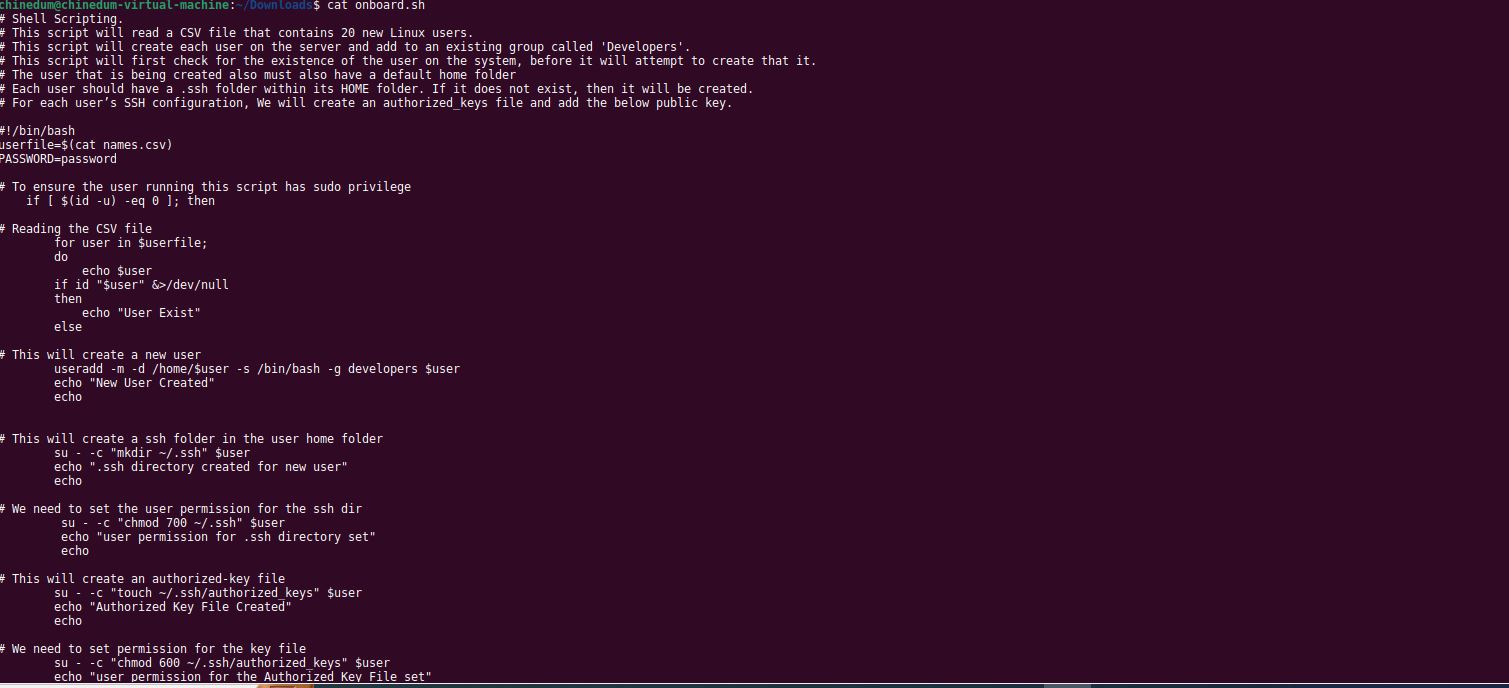 chinedum@chinedum-virtual-machine:~/Downloads$ cat onboard.sh
# Shell Scripting.
# This script will read a CSV file that contains 20 new Linux users.
# This script will create each user on the server and add to an existing group called 'Developers'.
# This script will first check for the existence of the user on the system, before it will attempt to create that it.
# The user that is being created also must also have a default home folder
# Each user should have a .ssh folder within its HOME folder. If it does not exist, then it will be created.
# For each user’s SSH configuration, We will create an authorized_keys file and add the below public key.
#!/bin/bash
userfile=$(cat names.csv)
PASSWORD=password
# To ensure the user running this script has sudo privilege
if [ $(id -u) -eq 0 ]; then
# Reading the CSV file
for user in $userfile;
do
echo $user
if id "$user" &>/dev/null
then
echo "User Exist"
else
# This will create a new user
useradd -m -d /home/$user -s /bin/bash -g developers $user
echo "New User Created"
echo
# This will create a ssh folder in the user home folder
su - -c "mkdir ~/.ssh" $user
echo ".ssh directory created for new user"
echo
# We need to set the user permission for the ssh dir
su - -c "chmod 700 ~/.ssh" $user
echo "user permission for .ssh directory set"
echo
# This will create an authorized-key file
su - -c "touch ~/.ssh/authorized_keys" $user
echo "Authorized Key File Created"
echo
# We need to set permission for the key file
su - -c "chmod 600 ~/.ssh/authorized_keys" $user
echo "user permission for the Authorized Key File set"